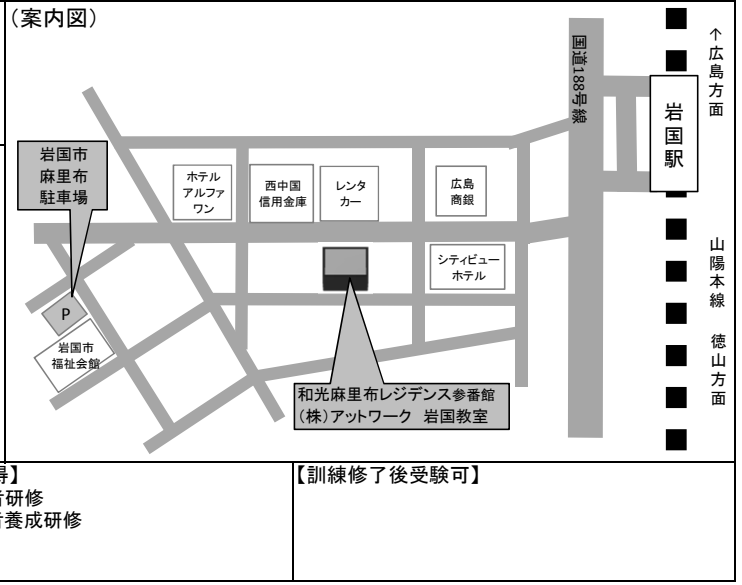 （案内図）
国道188号線
↑広島方面
岩国駅
岩国市
麻里布
駐車場
ホテル
アルファ
ワン
西中国
信用金庫
レンタ
カー
広島
商銀
シティビュー
ホテル
山陽本線　徳山方面
P
岩国市
福祉会館
和光麻里布レジデンス参番館
（株）アットワーク　岩国教室
得】
者研修
者養成研修
【訓練修了後受験可】